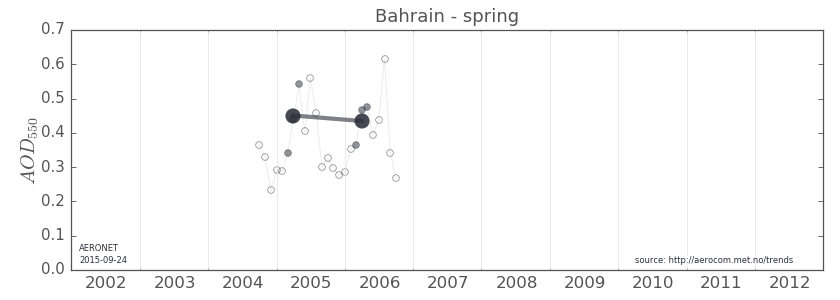 Bahrain - spring
0.7
0.6
0.5
0.4
0.3
0.2
0.1
0.0
AOD550
AERONET
2015-09-24
source: http://aerocom.met.no/trends
2002 2003 2004 2005 2006 2007 2008 2009 2010 2011 2012